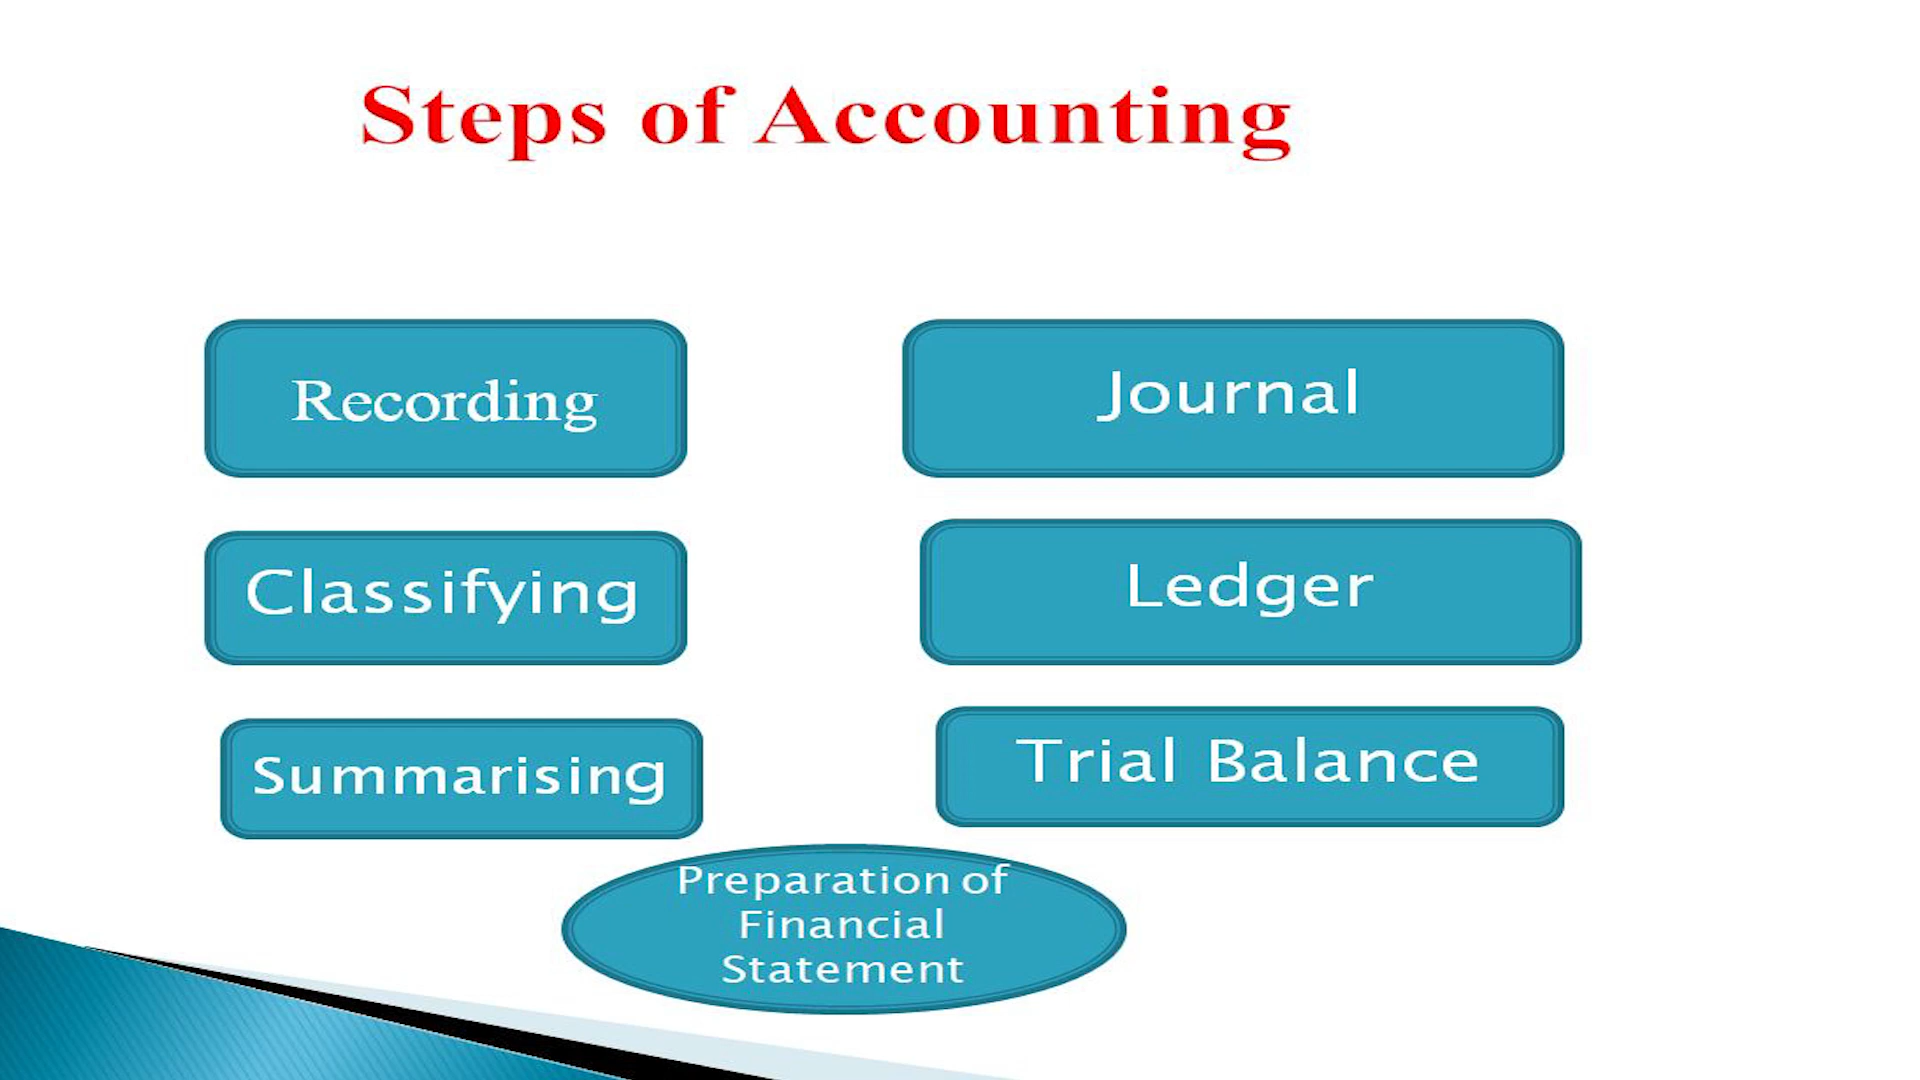 Steps of Accounting
Recording
Journal
Classifying
Ledger
Summarising
Trial Balance
Preparation of
Financial
Statement